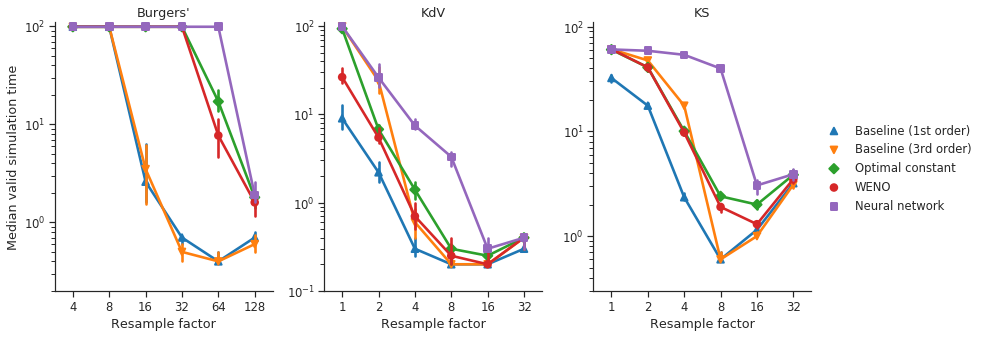 Burgers'
KdV
KS
Median valid simulation time
10²
10¹
10⁰
4 8 16 32 64 128
Resample factor
10²
10¹
10⁰
10⁻¹
1 2 4 8 16 32
Resample factor
10²
10¹
10⁰
1 2 4 8 16 32
Resample factor
Baseline (1st order)
Baseline (3rd order)
Optimal constant
WENO
Neural network